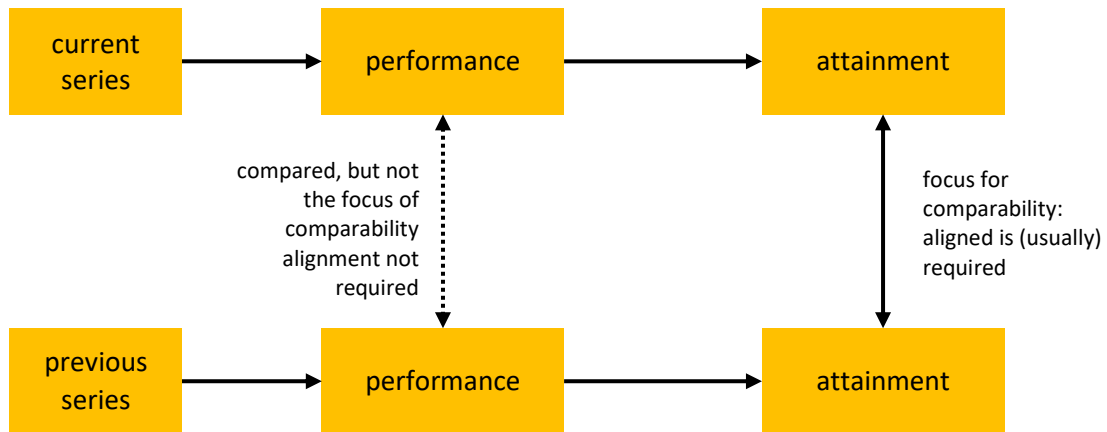 current
series
performance
attainment
compared, but not
the focus of
comparability
alignment not
required
focus for
comparability:
aligned is (usually)
required
previous
series
performance
attainment